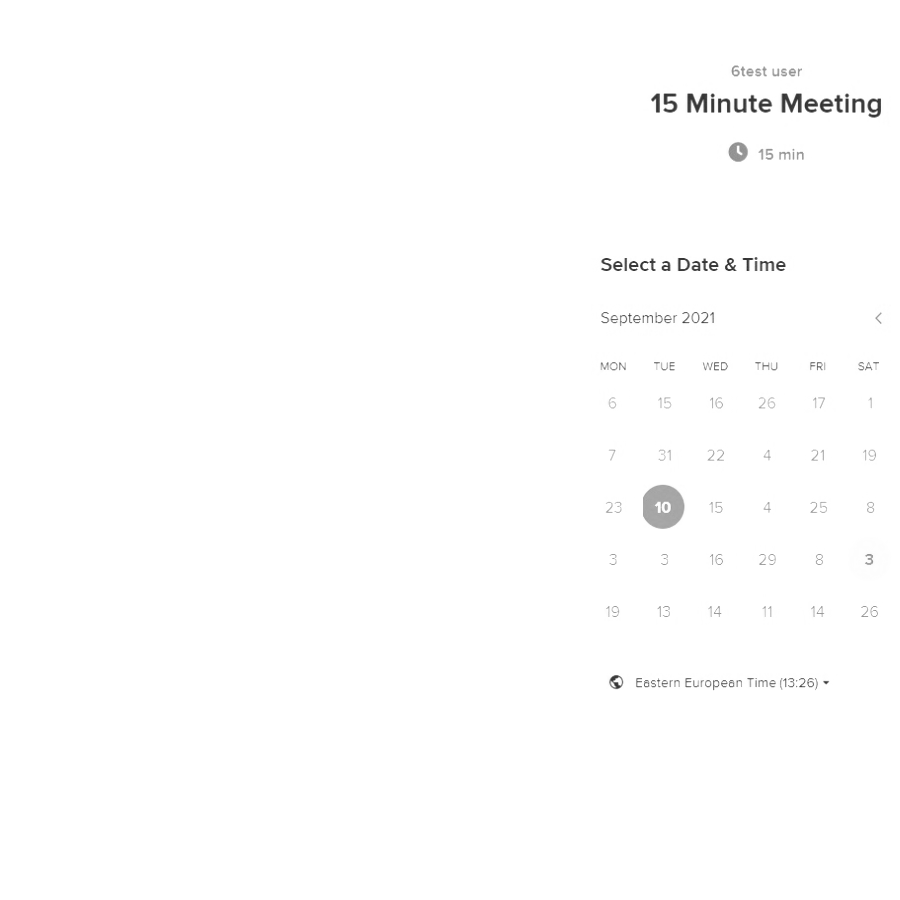 6test user
15 Minute Meeting
15 min
Select a Date & Time
September 2021
MON TUE WED THU FRI SAT
6 15 16 26 17 1
7 31 22 4 21 19
23 10 15 4 25 8
3 3 16 29 8 3
19 13 14 11 14 26
Eastern European Time (13:26)